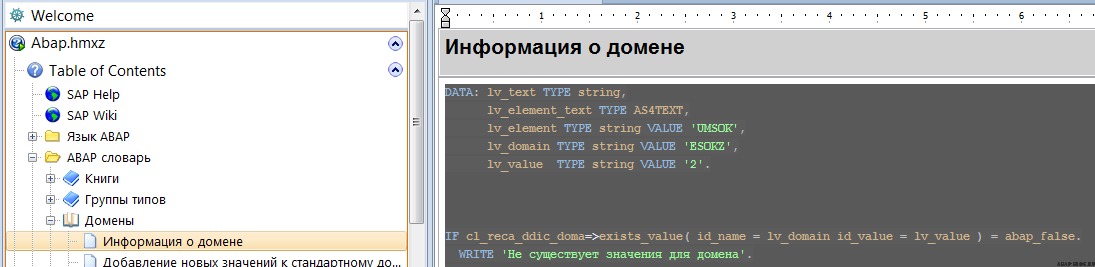 Welcome
Abap.hmxz
Table of Contents
SAP Help
SAP Wiki
Язык ABAP
ABAP словарь
Книги
Группы типов
Домены
Информация о домене
Добавление новых значений к стандартному до...
1 2 3 4 5 6
Информация о домене
DATA: lv_text TYPE string,
lv_element_text TYPE AS4TEXT,
lv_element TYPE string VALUE 'UMSOK',
lv_domain TYPE string VALUE 'ESOKZ',
lv_value TYPE string VALUE '2'.
IF cl_reca_ddic_doma=>exists_value( id_name = lv_domain id_value = lv_value ) = abap_false.
WRITE 'Не существует значения для домена'.